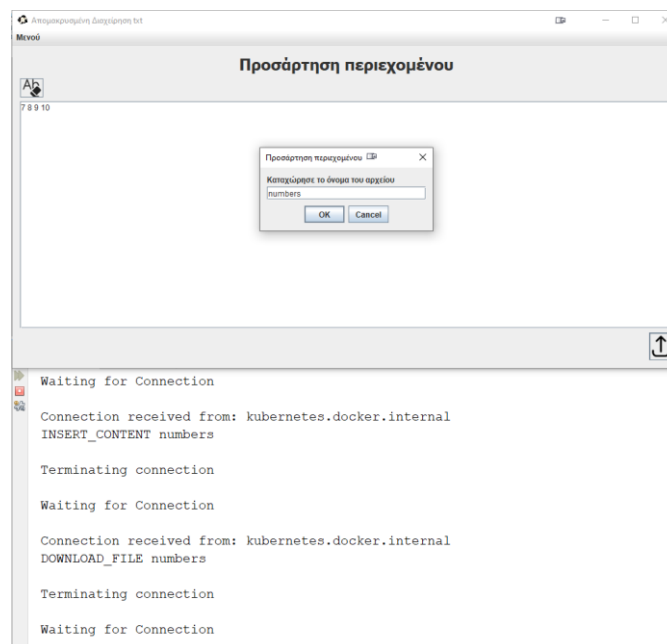 Απομακρυσμένη Διαχείριση txt
Μενού
Προσάρτηση περιεχομένου
Ab
7 8 9 10
Προσάρτηση περιεχομένου
Καταχώρησε το όνομα του αρχείου
numbers
OK Cancel
Waiting for Connection
Connection received from: kubernetes.docker.internal
INSERT_CONTENT numbers
Terminating connection
Waiting for Connection
Connection received from: kubernetes.docker.internal
DOWNLOAD_FILE numbers
Terminating connection
Waiting for Connection